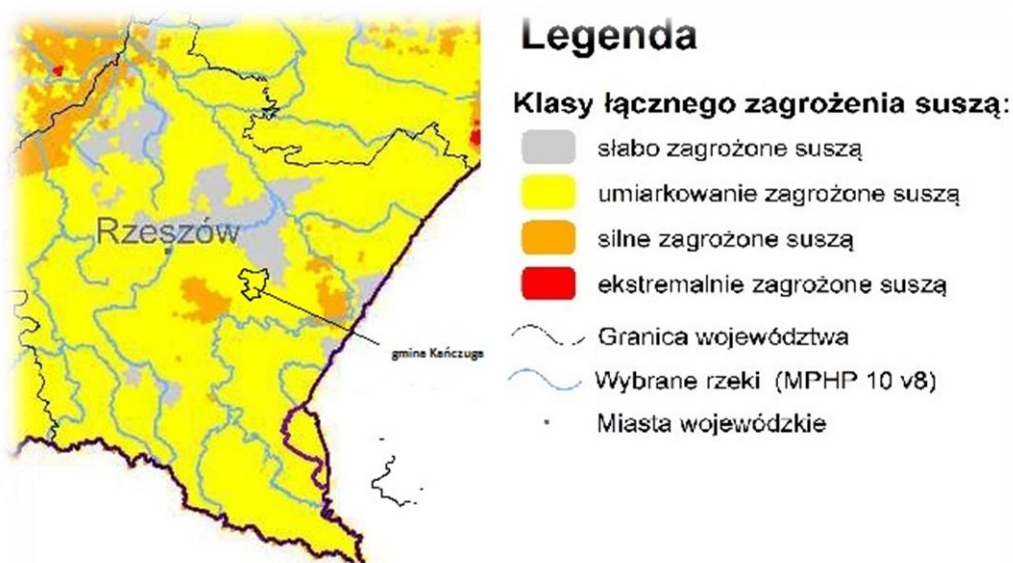 Legenda
Klasy łącznego zagrożenia suszą:
słabo zagrożone suszą
umiarkowanie zagrożone suszą
silne zagrożone suszą
ekstremalnie zagrożone suszą
Granica województwa
Wybrane rzeki (MPHP 10 v8)
Miasta wojewódzkie
Rzeszów
gmina Kańczuga